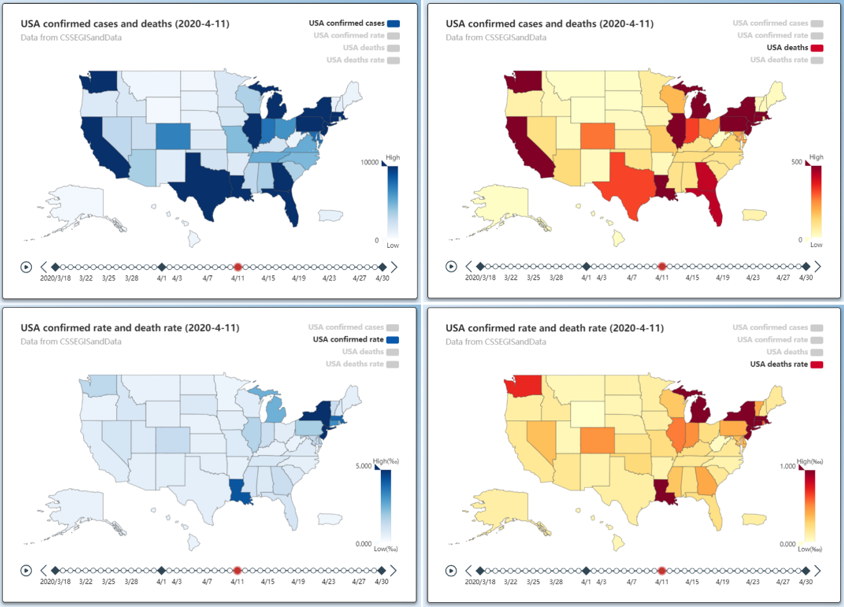 USA confirmed cases and deaths (2020-4-11)
Data from CSSEGISandData
USA confirmed cases
USA confirmed rate
USA deaths
USA deaths rate
High
10000
0
Low
2020/3/18 3/22 3/25 3/28 4/1 4/3 4/7 4/11 4/15 4/19 4/23 4/27 4/30
USA confirmed cases and deaths (2020-4-11)
Data from CSSEGISandData
USA confirmed cases
USA confirmed rate
USA deaths
USA deaths rate
High
500
0
Low
2020/3/18 3/22 3/25 3/28 4/1 4/3 4/7 4/11 4/15 4/19 4/23 4/27 4/30
USA confirmed rate and death rate (2020-4-11)
Data from CSSEGISandData
USA confirmed cases
USA confirmed rate
USA deaths
USA deaths rate
High(‰)
5.000
0.000
Low(‰)
2020/3/18 3/22 3/25 3/28 4/1 4/3 4/7 4/11 4/15 4/19 4/23 4/27 4/30
USA confirmed rate and death rate (2020-4-11)
Data from CSSEGISandData
USA confirmed cases
USA confirmed rate
USA deaths
USA deaths rate
High(‰)
1.000
0.000
Low(‰)
2020/3/18 3/22 3/25 3/28 4/1 4/3 4/7 4/11 4/15 4/19 4/23 4/27 4/30